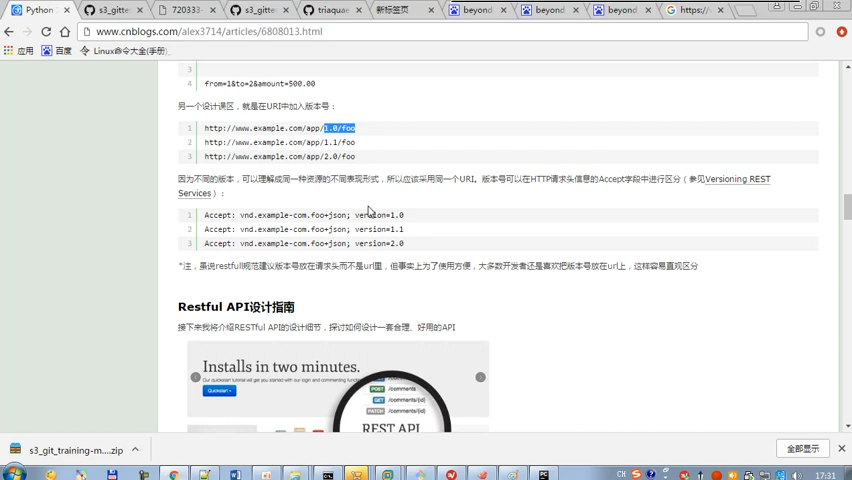 Python
s3_gitte
720333
s3_gitte
triaquae
新标签页
beyond
beyond
beyond
https:/
www.cnblogs.com/alex3714/articles/6808013.html
应用
百度
Linux命令大全(手册)
3
4 from=1&to=2&amount=500.00
另一个设计误区，就是在URI中加入版本号：
1 http://www.example.com/app/1.0/foo
2 http://www.example.com/app/1.1/foo
3 http://www.example.com/app/2.0/foo
因为不同的版本，可以理解成同一种资源的不同表现形式，所以应该采用同一个URI。版本号可以在HTTP请求头信息的Accept字段中进行区分（参见Versioning REST
Services）：
1 Accept: vnd.example-com.foo+json; version=1.0
2 Accept: vnd.example-com.foo+json; version=1.1
3 Accept: vnd.example-com.foo+json; version=2.0
*注，虽说restfull规范建议版本号放在请求头而不是url里，但事实上为了使用方便，大多数开发者还是喜欢把版本号放在url上，这样容易直观区分
Restful API设计指南
接下来我将介绍RESTful API的设计细节，探讨如何设计一套合理、好用的API
Installs in two minutes.
Quickstart
POST /comments
GET /comments/{id}
PATCH /comments/{id}
REST API
s3_git_training-m....zip
全部显示
CH
17:31